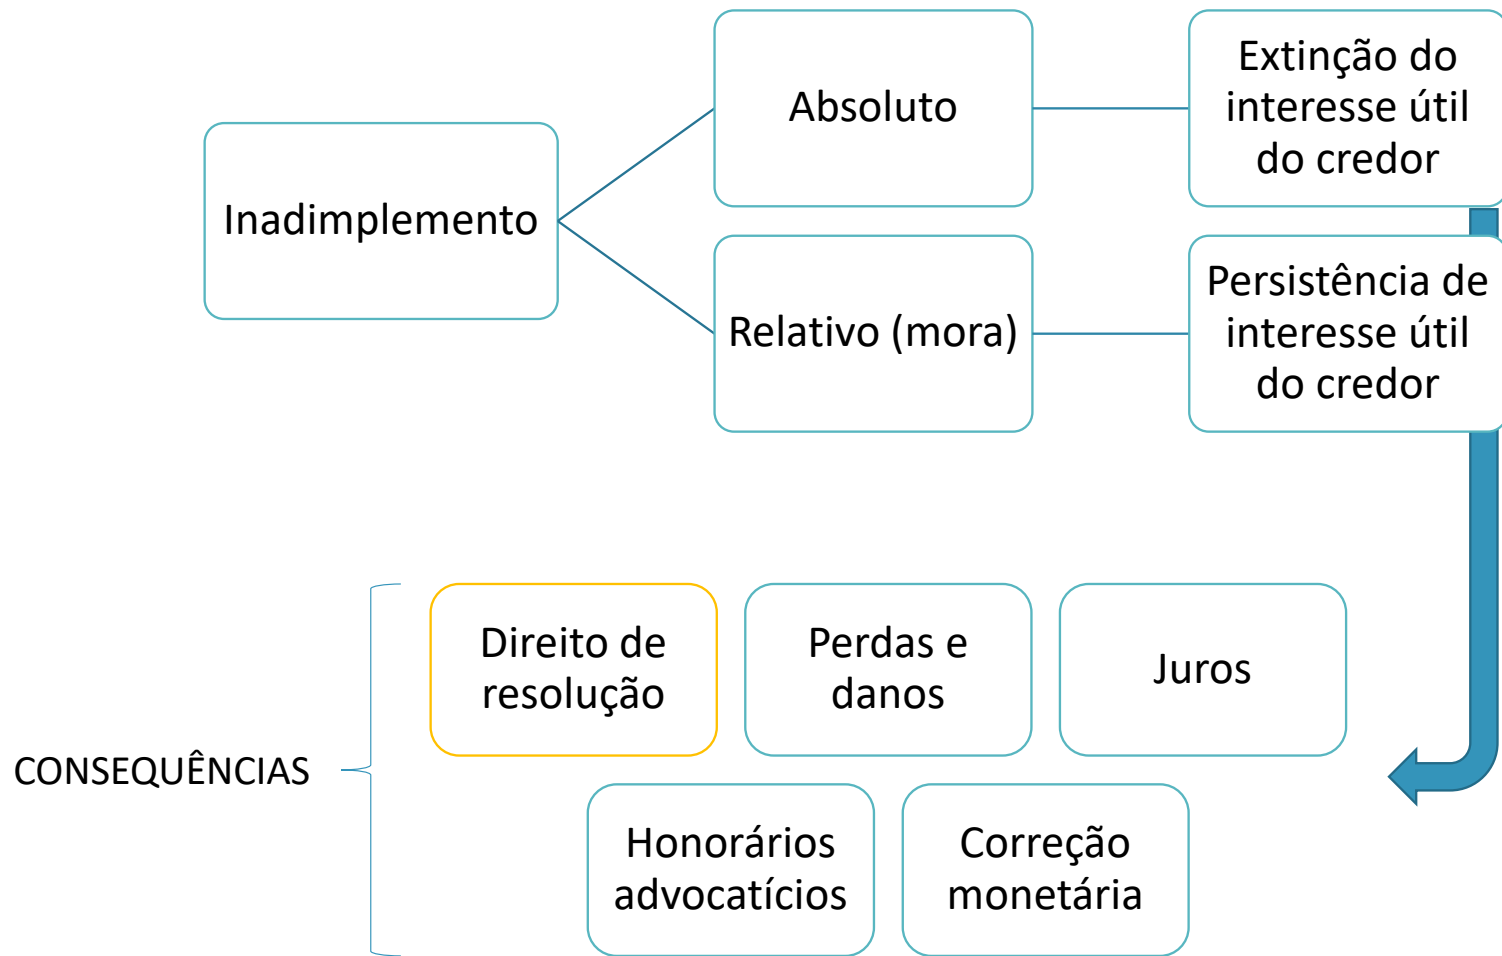 Inadimplemento
Absoluto
Extinção do
interesse útil
do credor
Relativo (mora)
Persistência de
interesse útil
do credor
CONSEQUÊNCIAS
Direito de
resolução
Perdas e
danos
Juros
Honorários
advocatícios
Correção
monetária